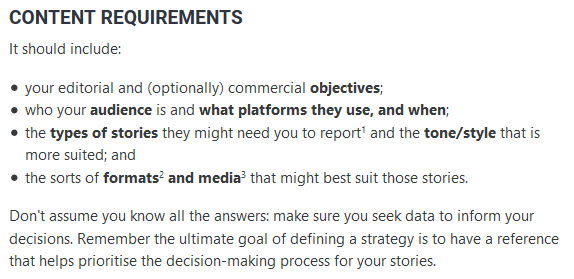 CONTENT REQUIREMENTS
It should include:
• your editorial and (optionally) commercial objectives;
• who your audience is and what platforms they use, and when;
• the types of stories they might need you to report¹ and the tone/style that is
more suited; and
• the sorts of formats² and media³ that might best suit those stories.
Don't assume you know all the answers: make sure you seek data to inform your
decisions. Remember the ultimate goal of defining a strategy is to have a reference
that helps prioritise the decision-making process for your stories.